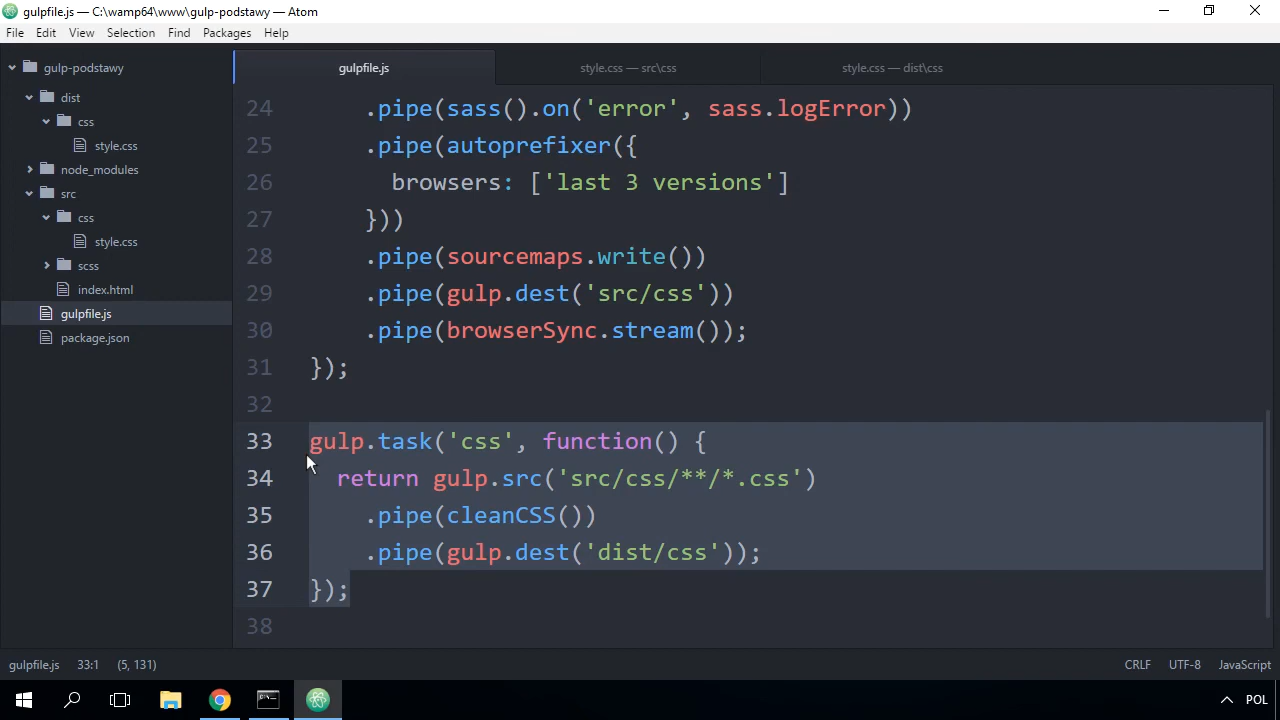 gulpfile.js — C:\wamp64\www\gulp-podstawy — Atom
File Edit View Selection Find Packages Help
gulp-podstawy
dist
css
style.css
node_modules
src
css
style.css
scss
index.html
gulpfile.js
package.json
gulpfile.js style.css — src\css style.css — dist\css
24 .pipe(sass().on('error', sass.logError))
25 .pipe(autoprefixer({
26 browsers: ['last 3 versions']
27 }))
28 .pipe(sourcemaps.write())
29 .pipe(gulp.dest('src/css'))
30 .pipe(browserSync.stream());
31 });
32
33 gulp.task('css', function() {
34 return gulp.src('src/css/**/*.css')
35 .pipe(cleanCSS())
36 .pipe(gulp.dest('dist/css'));
37 });
38
gulpfile.js 33:1 (5, 131) CRLF UTF-8 JavaScript
POL